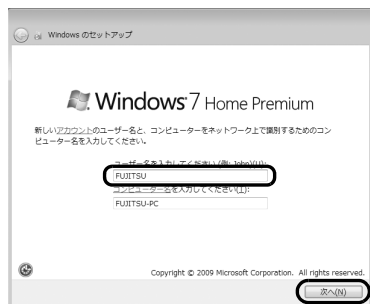 Windows のセットアップ
Windows 7 Home Premium
新しいアカウントのユーザー名と、コンピューターをネットワーク上で識別するためのコン
ピューター名を入力してください。
ユーザー名を入力してください (例: John)(U):
FUJITSU
コンピューター名を入力してください(T):
FUJITSU-PC
Copyright © 2009 Microsoft Corporation. All rights reserved.
次へ(N)